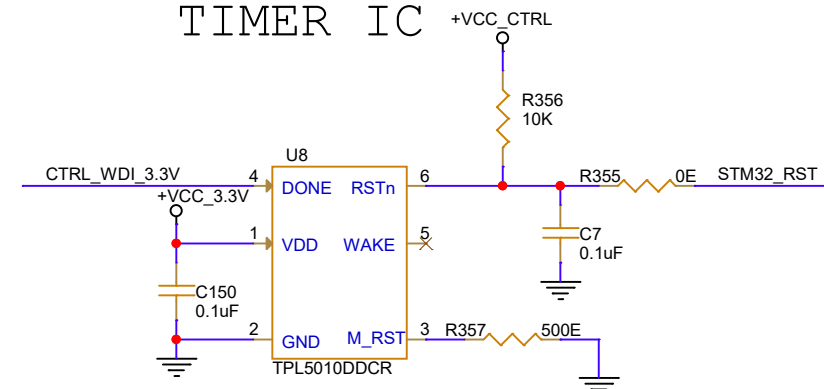 TIMER IC
+VCC_CTRL
R356
10K
U8
CTRL_WDI_3.3V
4
DONE
RSTn
6
R355
0E
STM32_RST
+VCC_3.3V
1
VDD
WAKE
5
C7
0.1uF
C150
0.1uF
2
GND
M_RST
3
R357
500E
TPL5010DDCR